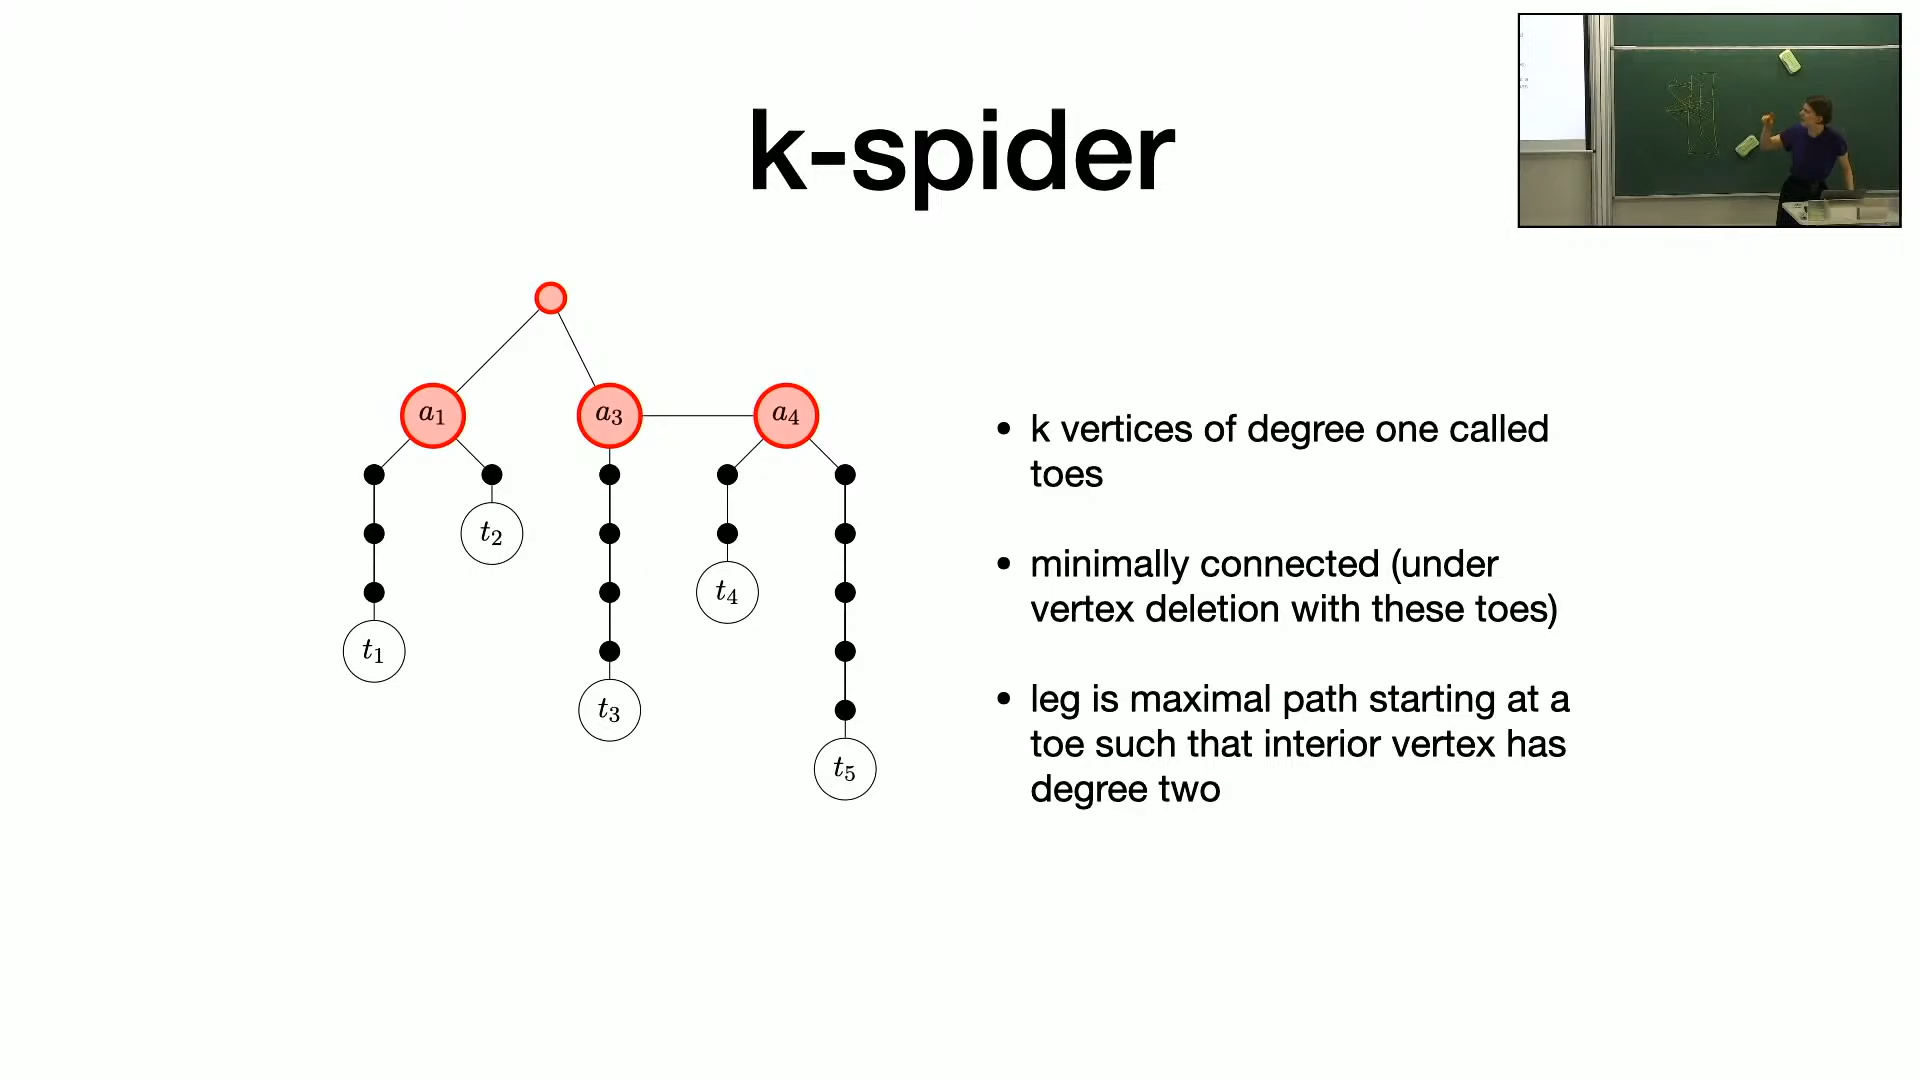 k-spider
a₁
a₃
a₄
t₂
t₄
t₁
t₃
t₅
• k vertices of degree one called
toes
• minimally connected (under
vertex deletion with these toes)
• leg is maximal path starting at a
toe such that interior vertex has
degree two